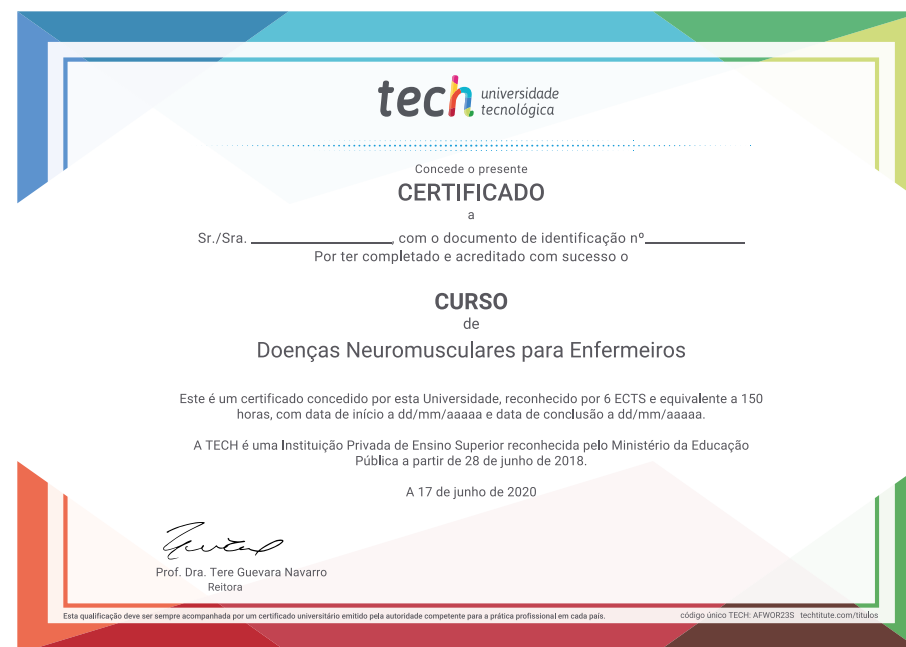 tech universidade
tecnológica
Concede o presente
CERTIFICADO
a
Sr./Sra. ____________________, com o documento de identificação nº______________
Por ter completado e acreditado com sucesso o
CURSO
de
Doenças Neuromusculares para Enfermeiros
Este é um certificado concedido por esta Universidade, reconhecido por 6 ECTS e equivalente a 150
horas, com data de início a dd/mm/aaaaa e data de conclusão a dd/mm/aaaaa.
A TECH é uma Instituição Privada de Ensino Superior reconhecida pelo Ministério da Educação
Pública a partir de 28 de junho de 2018.
A 17 de junho de 2020
Prof. Dra. Tere Guevara Navarro
Reitora
Esta qualificação deve ser sempre acompanhada por um certificado universitário emitido pela autoridade competente para a prática profissional em cada país.
código único TECH: AFWOR23S techtitute.com/titulos